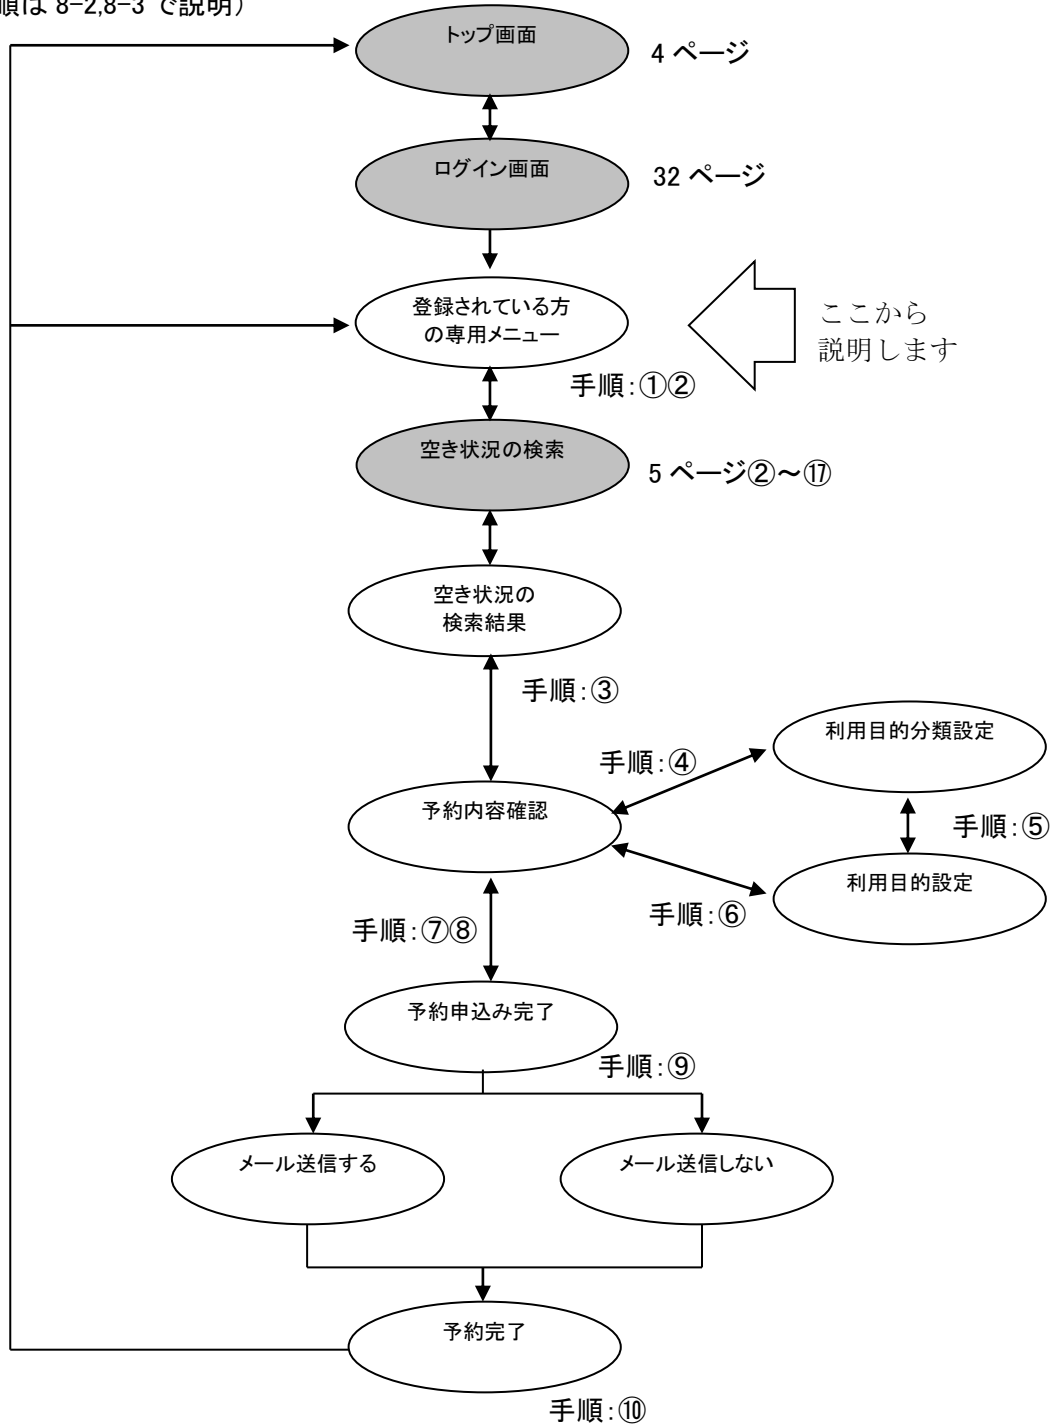 順は 8-2,8-3 で説明）
トップ画面
4 ページ
ログイン画面
32 ページ
登録されている方
の専用メニュー
ここから
説明します
手順：①②
空き状況の検索
5 ページ②～⑰
空き状況の
検索結果
手順：③
利用目的分類設定
手順：④
予約内容確認
手順：⑤
利用目的設定
手順：⑥
手順：⑦⑧
予約申込み完了
手順：⑨
メール送信する
メール送信しない
予約完了
手順：⑩